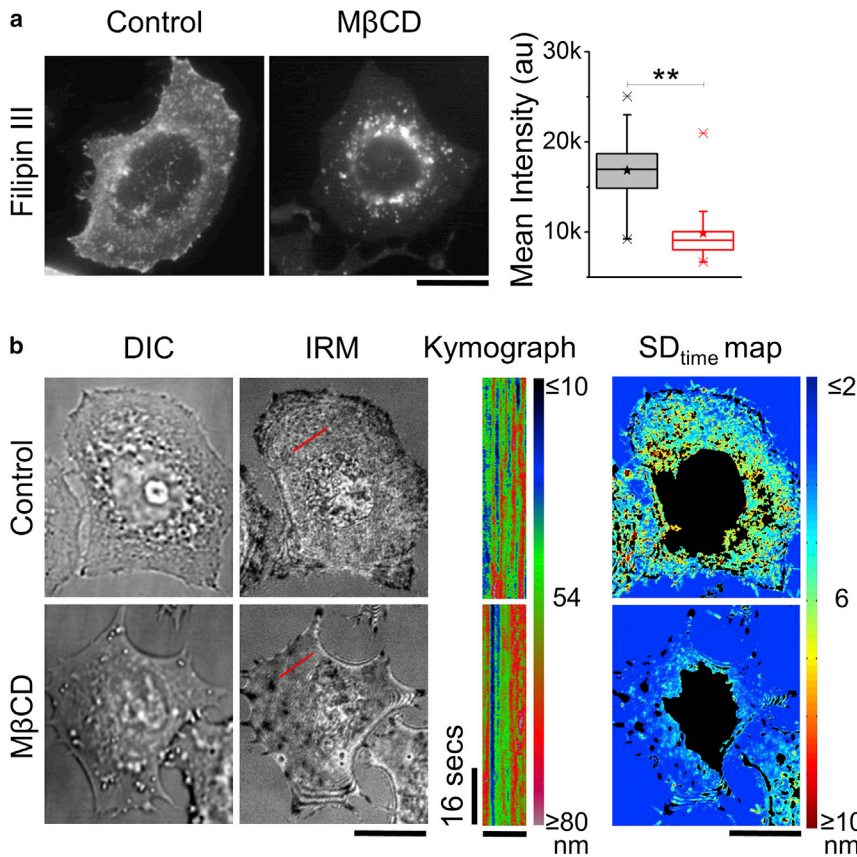 a
Control
MβCD
Filipin III
Mean Intensity (au)
30k
20k
10k
**
b
DIC
IRM
Kymograph
SDtime map
Control
MβCD
16 secs
≤10
54
≥80
nm
≤2
6
≥10
nm